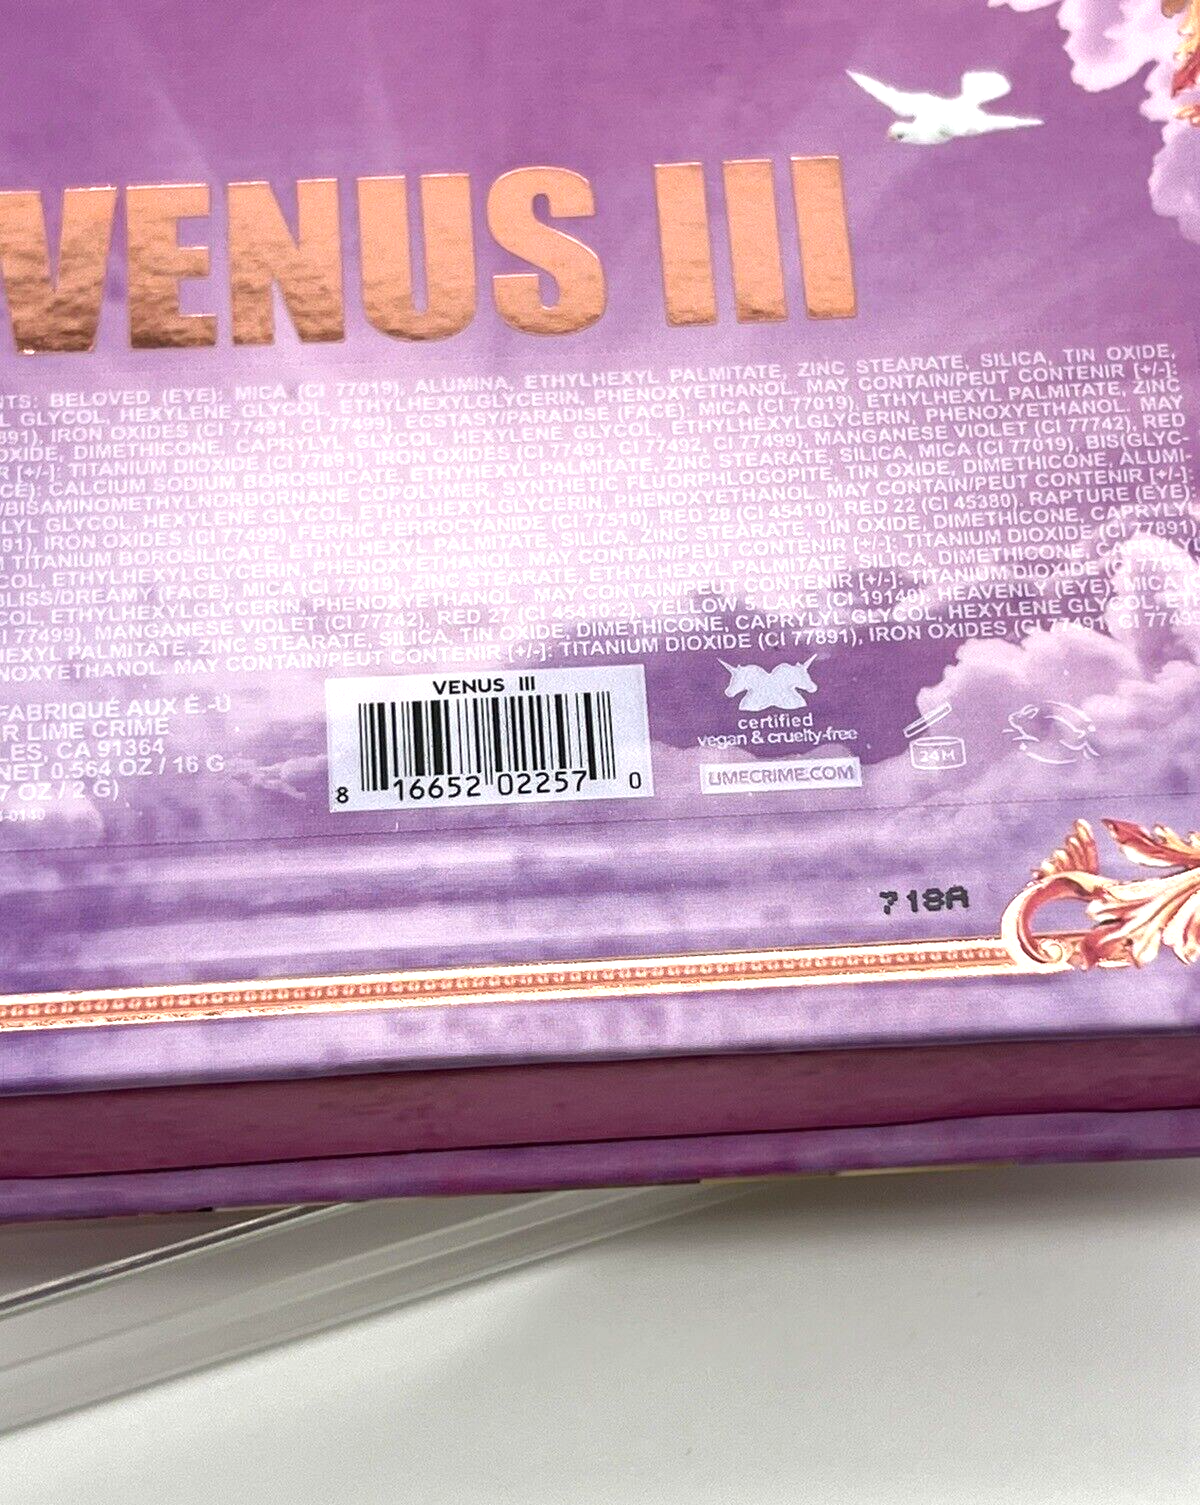 VENUS III
NTS: BELOVED (EYE): MICA (CI 77019), ALUMINA, ETHYLHEXYL PALMITATE, ZINC STEARATE, SILICA, TIN OXIDE,
L GLYCOL, HEXYLENE GLYCOL, ETHYLHEXYLGLYCERIN, PHENOXYETHANOL. MAY CONTAIN/PEUT CONTENIR [+/-]:
891), IRON OXIDES (CI 77491, CI 77499). ECSTASY/PARADISE (FACE): MICA (CI 77019), ETHYLHEXYL PALMITATE, ZINC
OXIDE, DIMETHICONE, CAPRYLYL GLYCOL, HEXYLENE GLYCOL, ETHYLHEXYLGLYCERIN, PHENOXYETHANOL. MAY
R [+/-]: TITANIUM DIOXIDE (CI 77891), IRON OXIDES (CI 77491, CI 77492, CI 77499), MANGANESE VIOLET (CI 77742), RED
CE): CALCIUM SODIUM BOROSILICATE, ETHYHEXYL PALMITATE, ZINC STEARATE, SILICA, MICA (CI 77019), BIS(GLYC-
/BISAMINOMETHYLNORBORNANE COPOLYMER, SYNTHETIC FLUORPHLOGOPITE, TIN OXIDE, DIMETHICONE, ALUMI-
LYL GLYCOL, HEXYLENE GLYCOL, ETHYLHEXYLGLYCERIN, PHENOXYETHANOL. MAY CONTAIN/PEUT CONTENIR [+/-]:
91), IRON OXIDES (CI 77499), FERRIC FERROCYANIDE (CI 77510), RED 28 (CI 45410), RED 22 (CI 45380). RAPTURE (EYE):
TITANIUM BOROSILICATE, ETHYLHEXYL PALMITATE, SILICA, ZINC STEARATE, TIN OXIDE, DIMETHICONE, CAPRYLY
COL, ETHYLHEXYLGLYCERIN, PHENOXYETHANOL. MAY CONTAIN/PEUT CONTENIR [+/-]: TITANIUM DIOXIDE (CI 77891)
BLISS/DREAMY (FACE): MICA (CI 77019), ZINC STEARATE, ETHYLHEXYL PALMITATE, SILICA, DIMETHICONE, CAPRYLY
COL, ETHYLHEXYLGLYCERIN, PHENOXYETHANOL. MAY CONTAIN/PEUT CONTENIR [+/-]: TITANIUM DIOXIDE (CI 77891
I 77499), MANGANESE VIOLET (CI 77742), RED 27 (CI 45410:2), YELLOW 5 LAKE (CI 19140). HEAVENLY (EYE): MICA (
HEXYL PALMITATE, ZINC STEARATE, SILICA, TIN OXIDE, DIMETHICONE, CAPRYLYL GLYCOL, HEXYLENE GLYCOL, E
NOXYETHANOL. MAY CONTAIN/PEUT CONTENIR [+/-]: TITANIUM DIOXIDE (CI 77891), IRON OXIDES (CI 77491, CI 7749
FABRIQUÉ AUX É.-U
R LIME CRIME
LES, CA 91364
NET 0.564 OZ / 16 G
7 OZ / 2 G)
-0140
VENUS III
8 16652 02257 0
certified
vegan & cruelty-free
LIMECRIME.COM
24M
718A